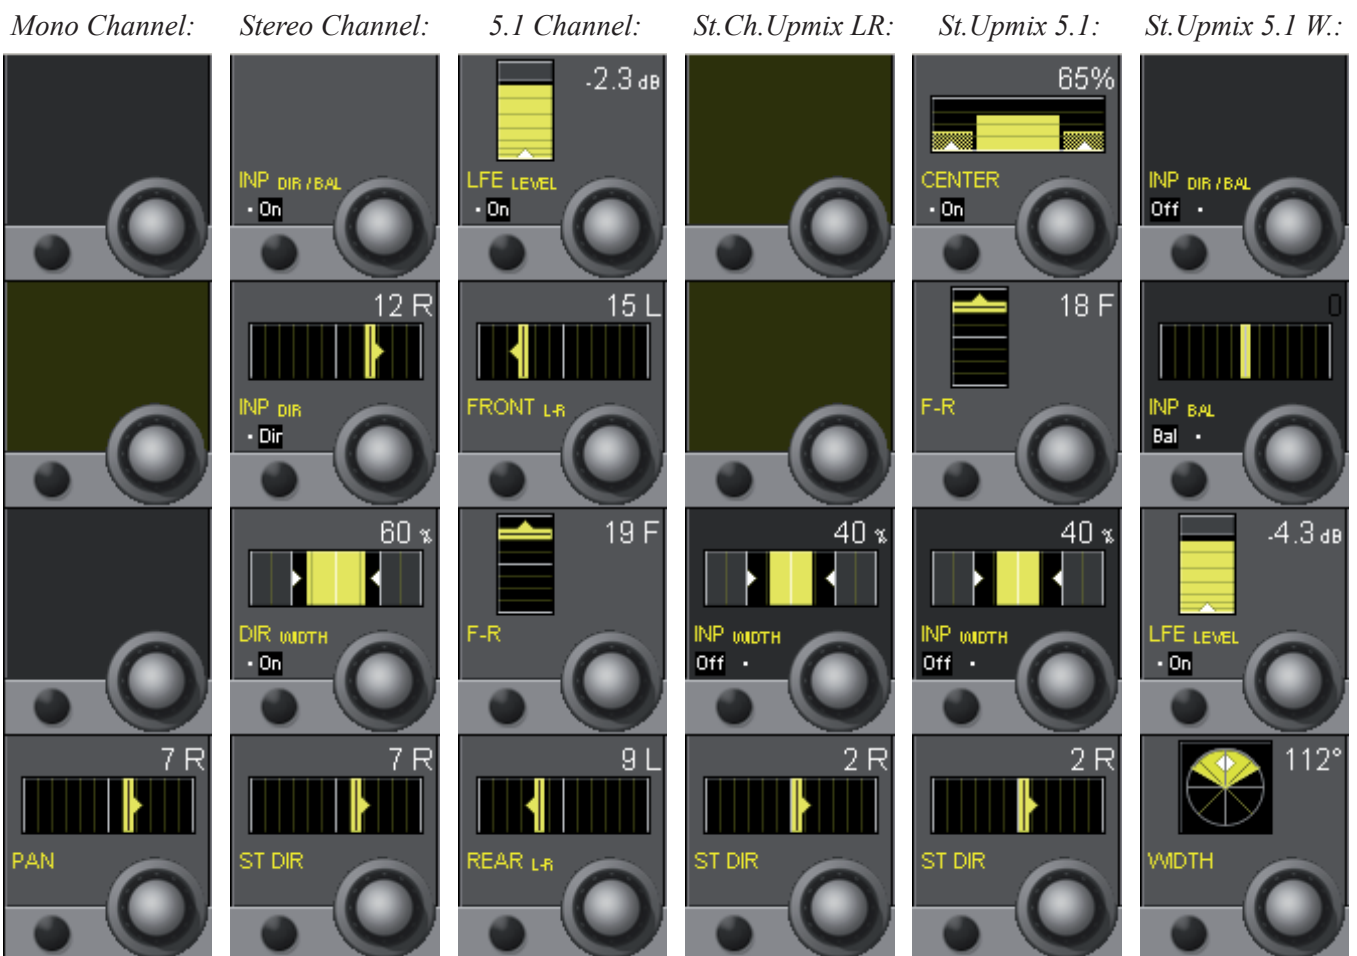 Mono Channel:
Stereo Channel:
5.1 Channel:
St.Ch.Upmix LR:
St.Upmix 5.1:
St.Upmix 5.1 W.:
INP DIR / BAL
· On
-2.3 dB
LFE LEVEL
· On
65%
CENTER
· On
INP DIR / BAL
Off ·
12 R
INP DIR
· Dir
15 L
FRONT L-R
18 F
F-R
0
INP BAL
Bal ·
60 %
DIR WIDTH
· On
19 F
F-R
40 %
INP WIDTH
Off ·
40 %
INP WIDTH
Off ·
-4.3 dB
LFE LEVEL
· On
7 R
PAN
7 R
ST DIR
9 L
REAR L-R
2 R
ST DIR
2 R
ST DIR
112°
WIDTH